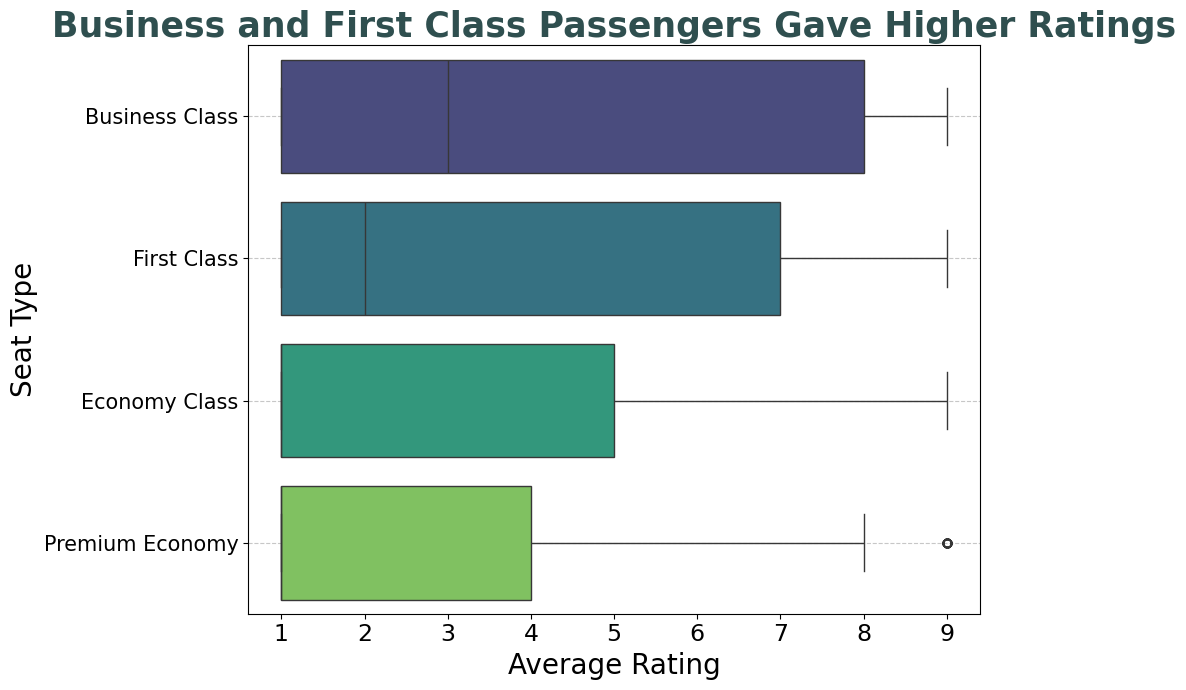 Business and First Class Passengers Gave Higher Ratings
Seat Type
Business Class
First Class
Economy Class
Premium Economy
1 2 3 4 5 6 7 8 9
Average Rating